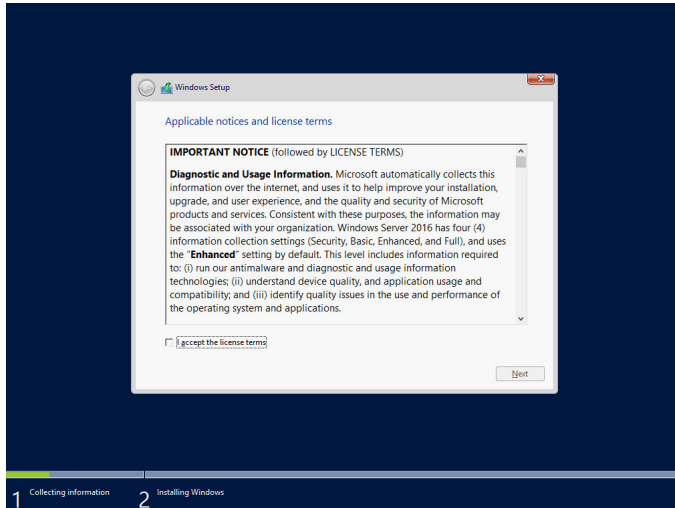 Windows Setup
Applicable notices and license terms
IMPORTANT NOTICE (followed by LICENSE TERMS)
Diagnostic and Usage Information. Microsoft automatically collects this
information over the internet, and uses it to help improve your installation,
upgrade, and user experience, and the quality and security of Microsoft
products and services. Consistent with these purposes, the information may
be associated with your organization. Windows Server 2016 has four (4)
information collection settings (Security, Basic, Enhanced, and Full), and uses
the “Enhanced” setting by default. This level includes information required
to: (i) run our antimalware and diagnostic and usage information
technologies; (ii) understand device quality, and application usage and
compatibility; and (iii) identify quality issues in the use and performance of
the operating system and applications.
I accept the license terms
Next
1 Collecting information
2 Installing Windows